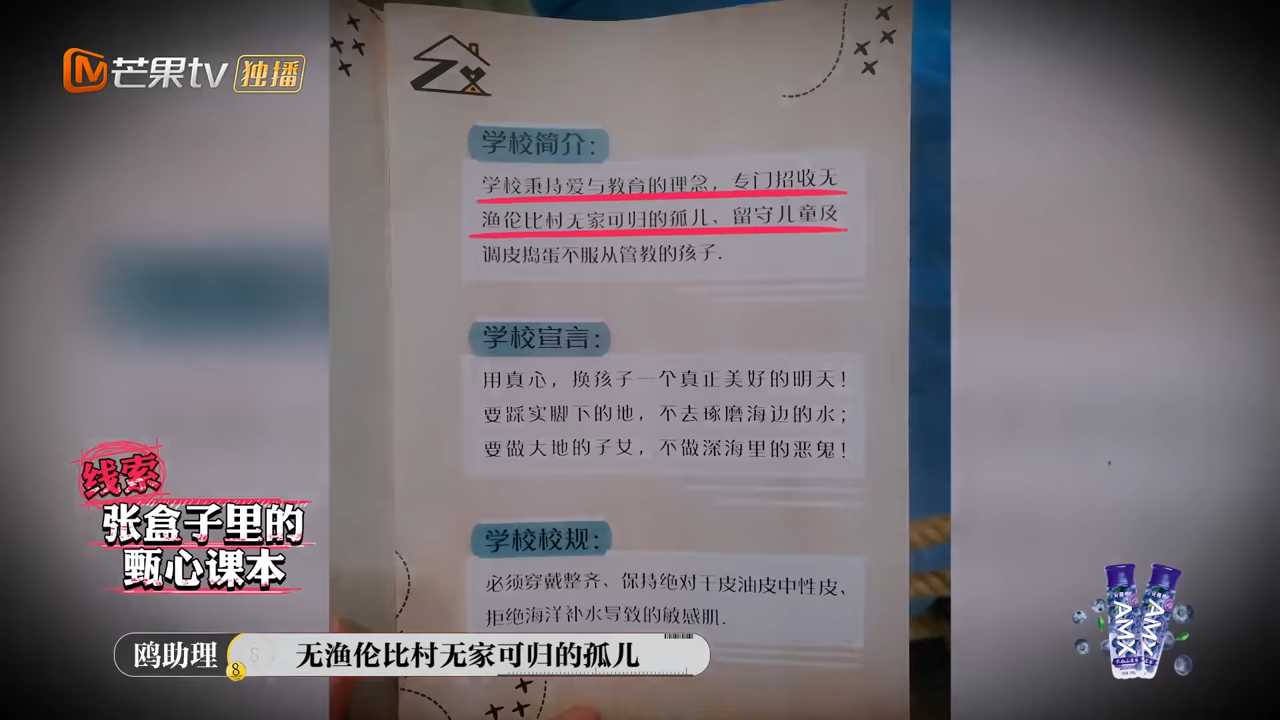 芒果tv 独播
学校简介:
学校秉持爱与教育的理念，专门招收无
渔伦比村无家可归的孤儿、留守儿童及
调皮捣蛋不服从管教的孩子.
学校宣言:
用真心，换孩子一个真正美好的明天!
要踩实脚下的地，不去琢磨海边的水;
要做大地的子女，不做深海里的恶鬼!
学校校规:
必须穿戴整齐、保持绝对干皮油皮中性皮、
拒绝海洋补水导致的敏感肌.
线索
张盒子里的
甄心课本
鸥助理
8
无渔伦比村无家可归的孤儿
AMX
AMX